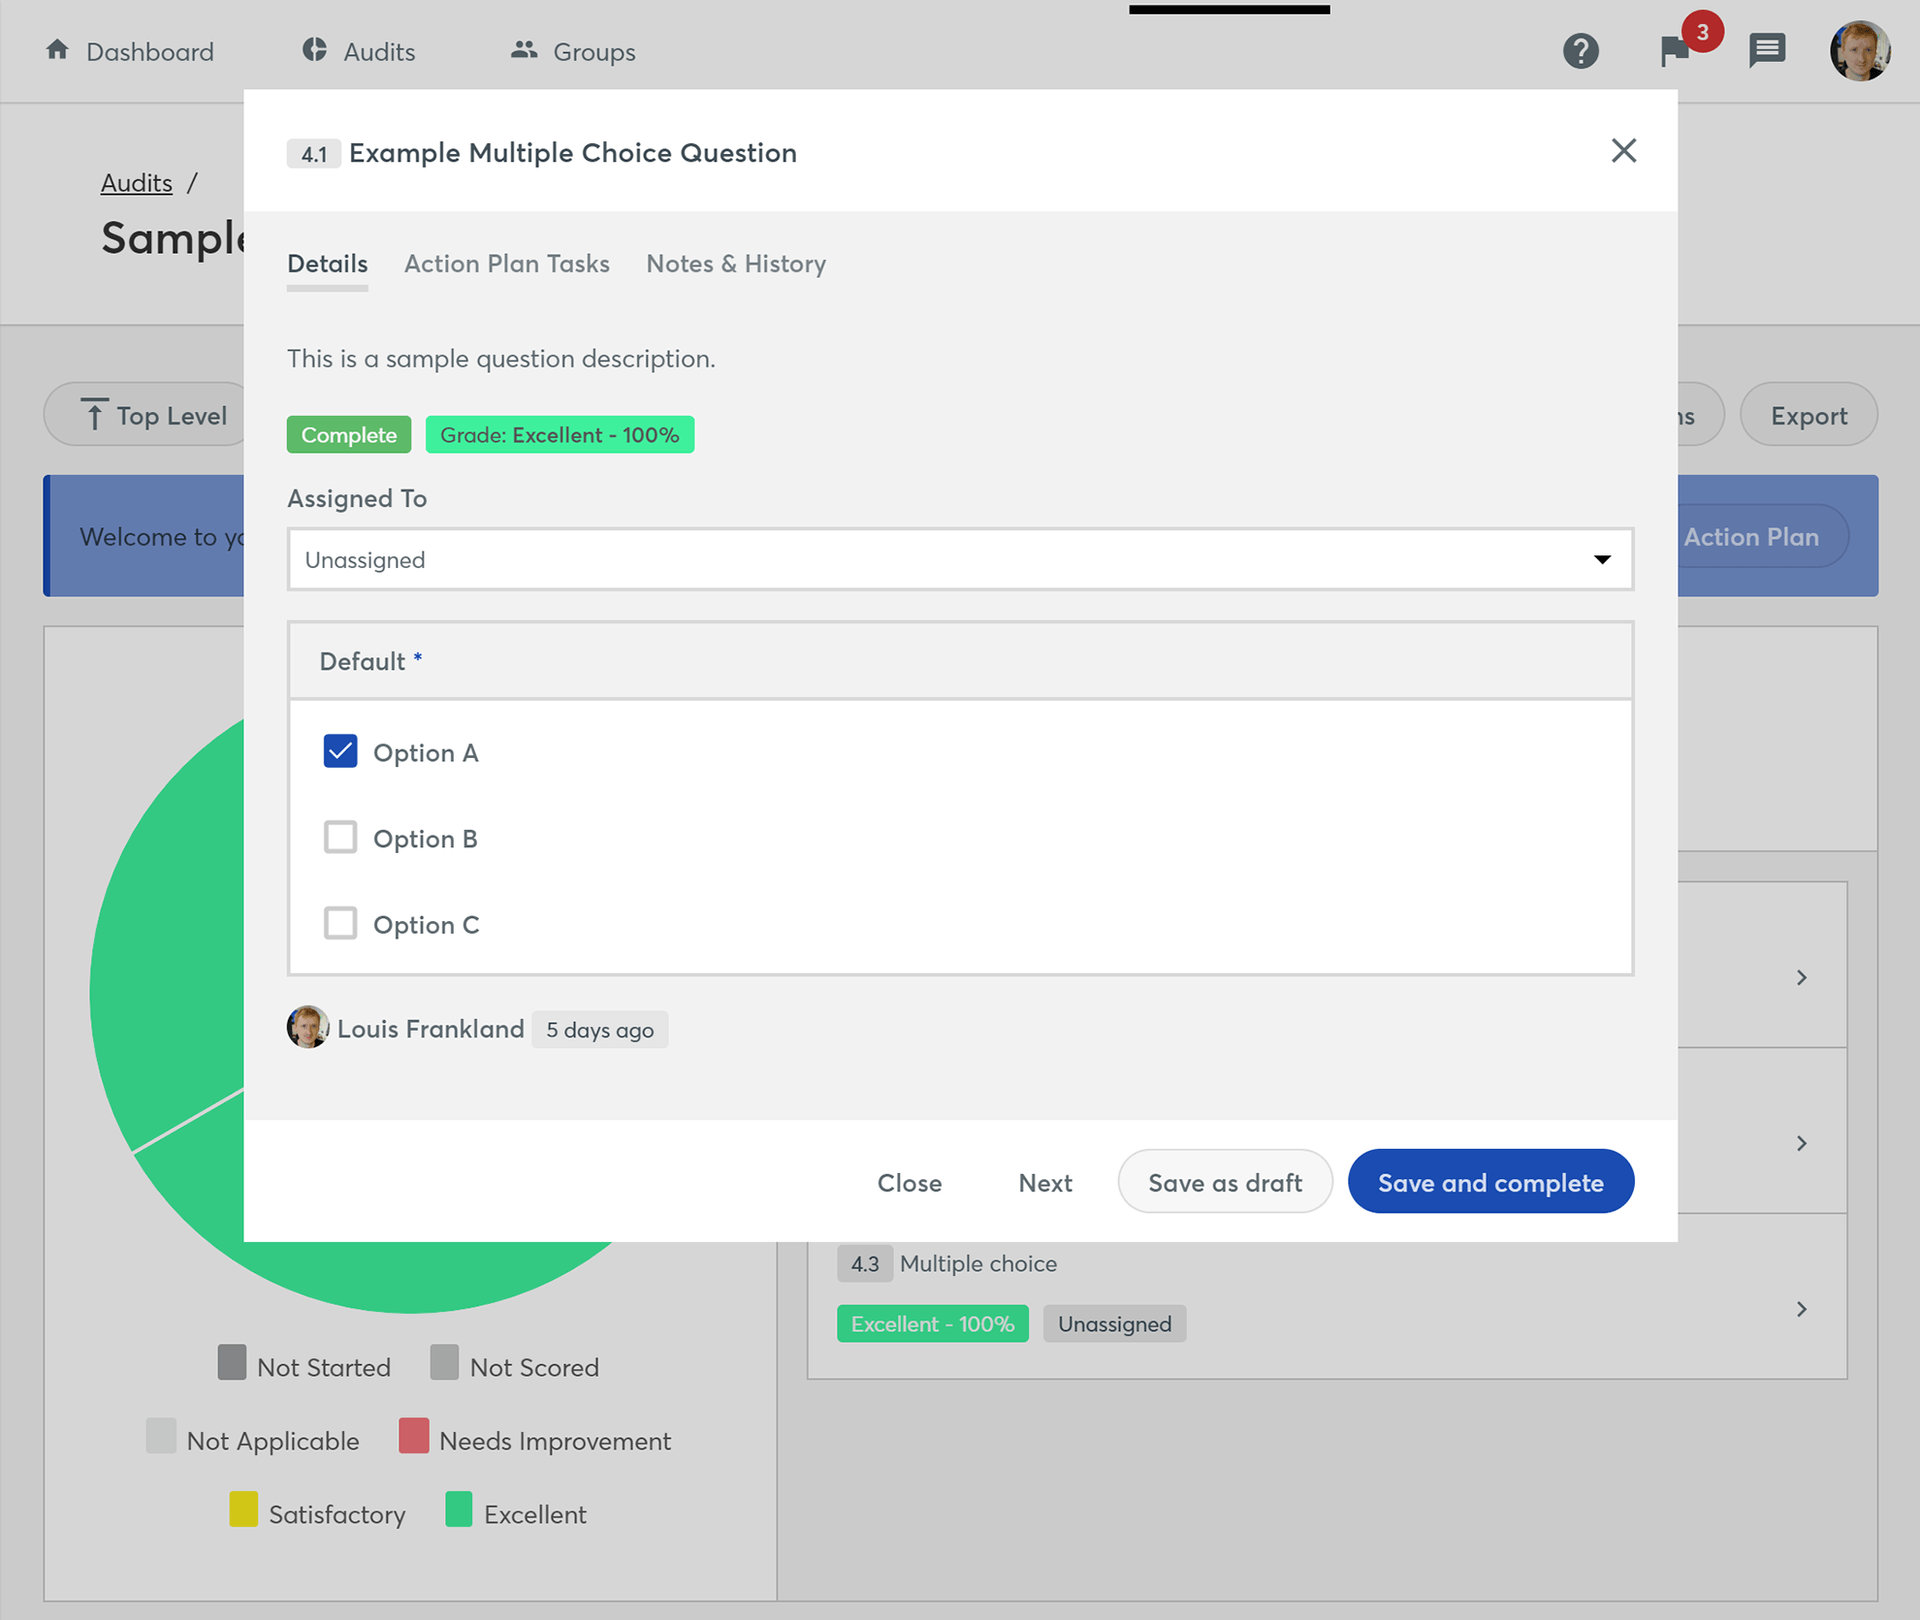 Dashboard
Audits
Groups
3
Audits /
Sample
4.1 Example Multiple Choice Question
Details
Action Plan Tasks
Notes & History
This is a sample question description.
Complete
Grade: Excellent - 100%
Assigned To
Unassigned
Default *
Option A
Option B
Option C
Louis Frankland 5 days ago
Close
Next
Save as draft
Save and complete
Top Level
Export
Welcome to
Action Plan
4.3 Multiple choice
Excellent - 100%
Unassigned
Not Started
Not Scored
Not Applicable
Needs Improvement
Satisfactory
Excellent